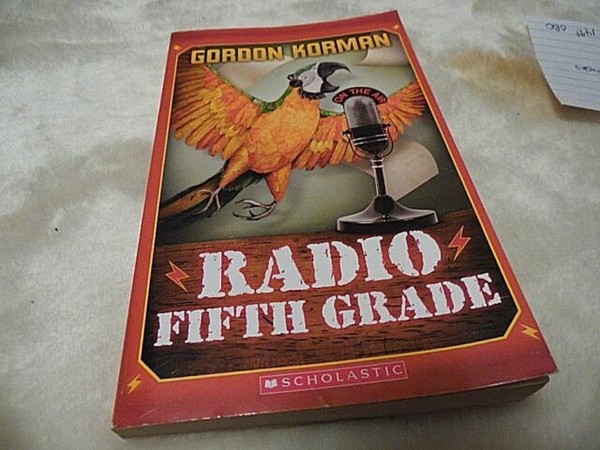 GORDON KORMAN
ON THE AIR
RADIO
FIFTH GRADE
SCHOLASTIC